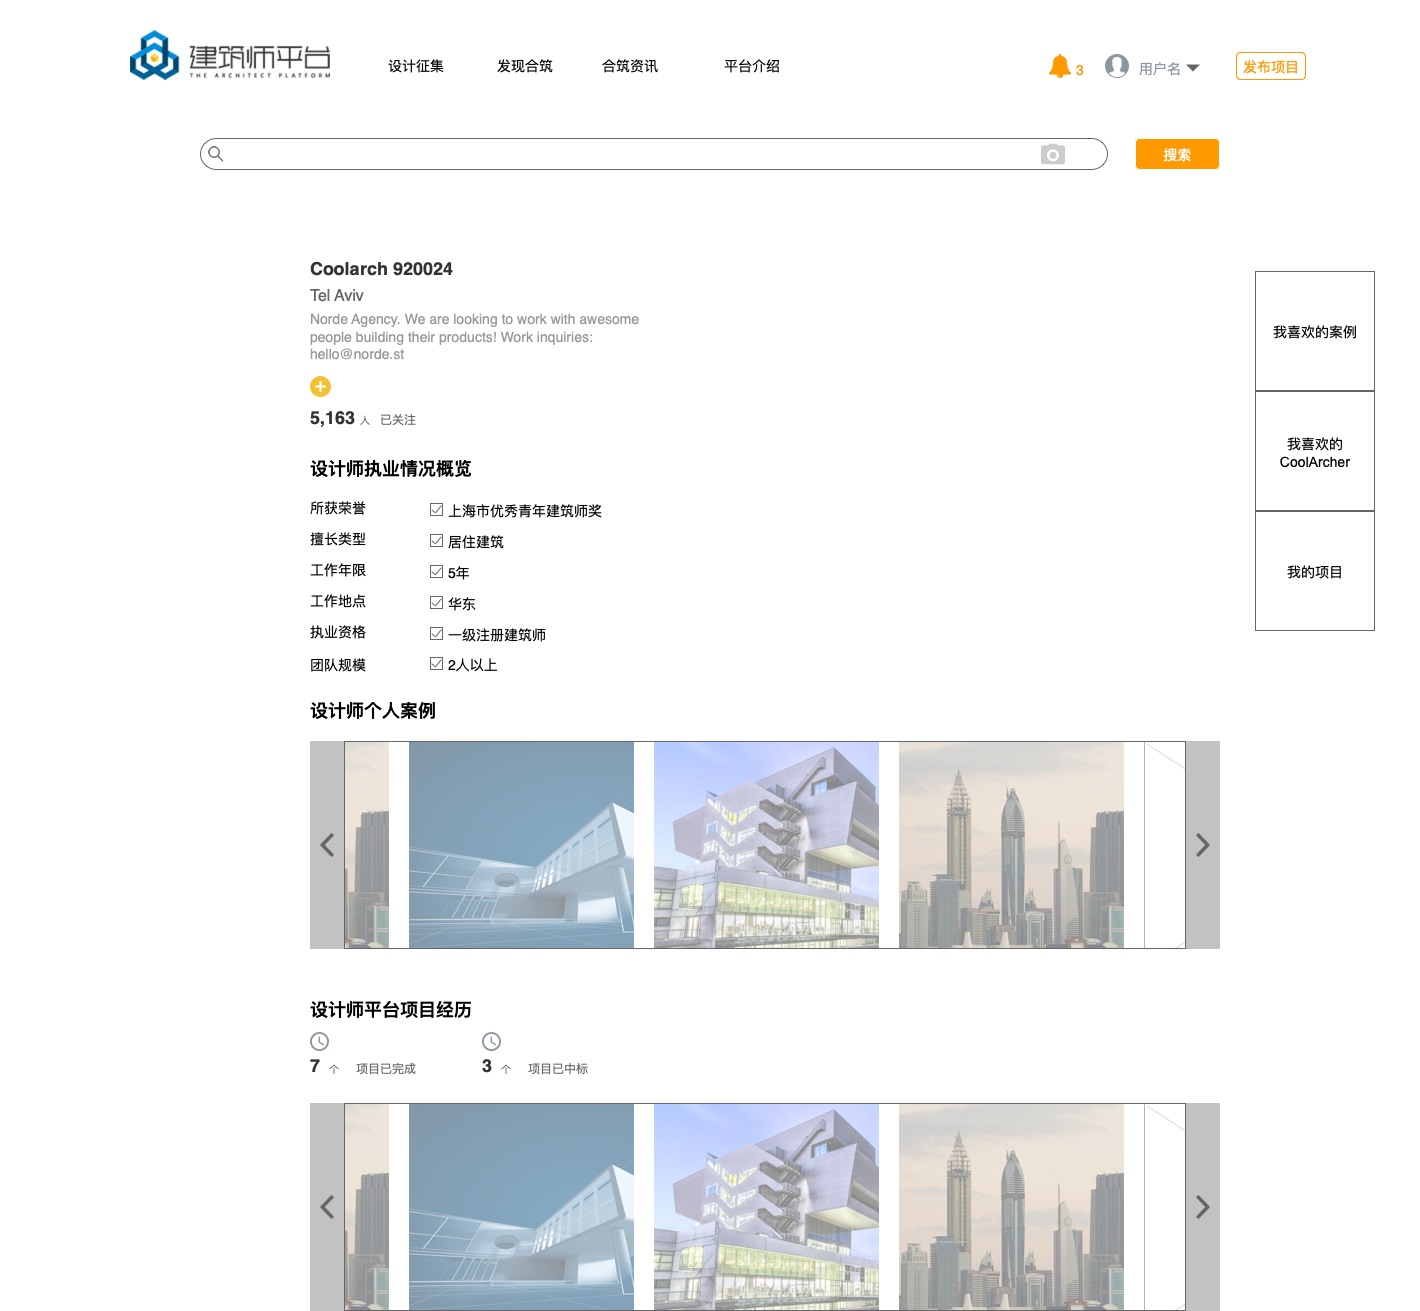 建筑师平台
THE ARCHITECT PLATFORM
设计征集
发现合筑
合筑资讯
平台介绍
3
用户名
发布项目
搜索
Coolarch 920024
Tel Aviv
Norde Agency. We are looking to work with awesome
people building their products! Work inquiries:
hello@norde.st
5,163 人 已关注
设计师执业情况概览
所获荣誉 上海市优秀青年建筑师奖
擅长类型 居住建筑
工作年限 5年
工作地点 华东
执业资格 一级注册建筑师
团队规模 2人以上
我喜欢的案例
我喜欢的
CoolArcher
我的项目
设计师个人案例
设计师平台项目经历
7 个 项目已完成
3 个 项目已中标